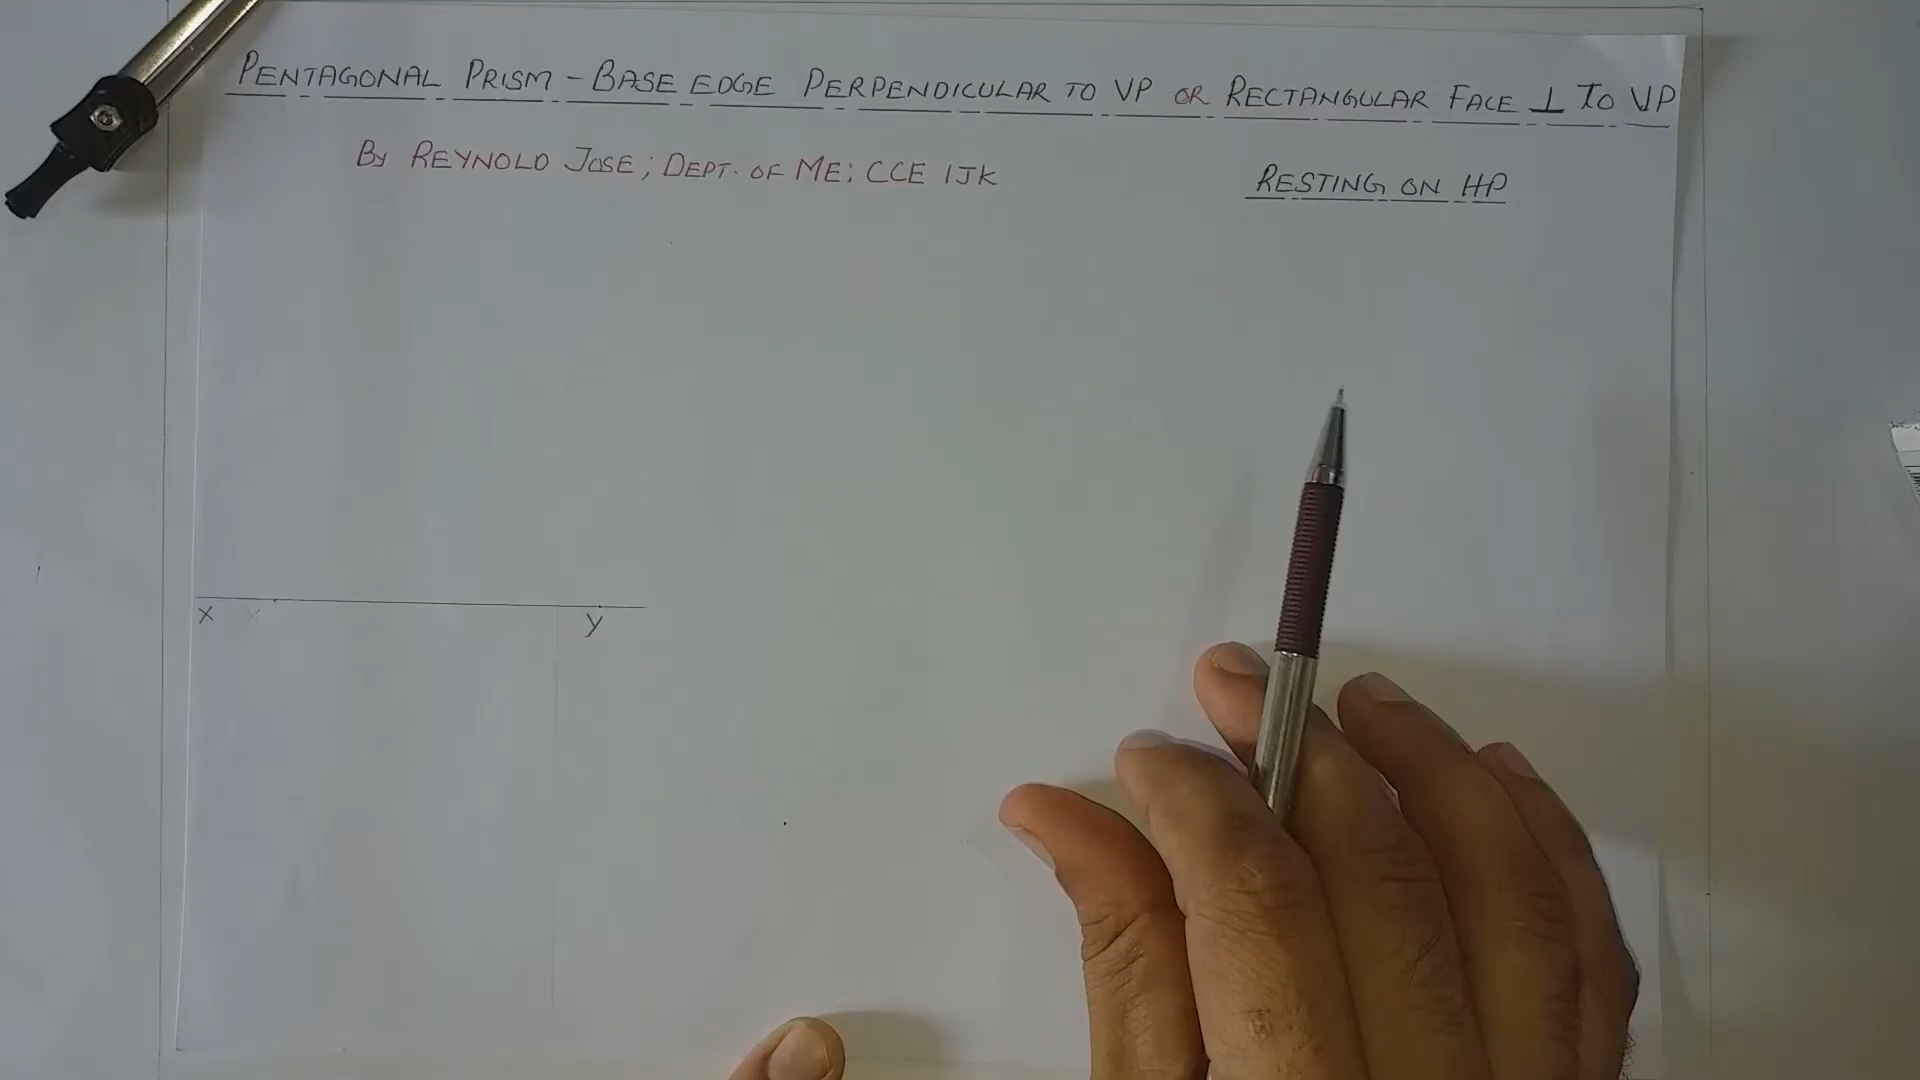 PENTAGONAL PRISM - BASE EDGE PERPENDICULAR TO VP OR RECTANGULAR FACE ⊥ TO VP
By REYNOLD JOSE; DEPT. OF ME; CCE IJK
RESTING ON HP
X Y